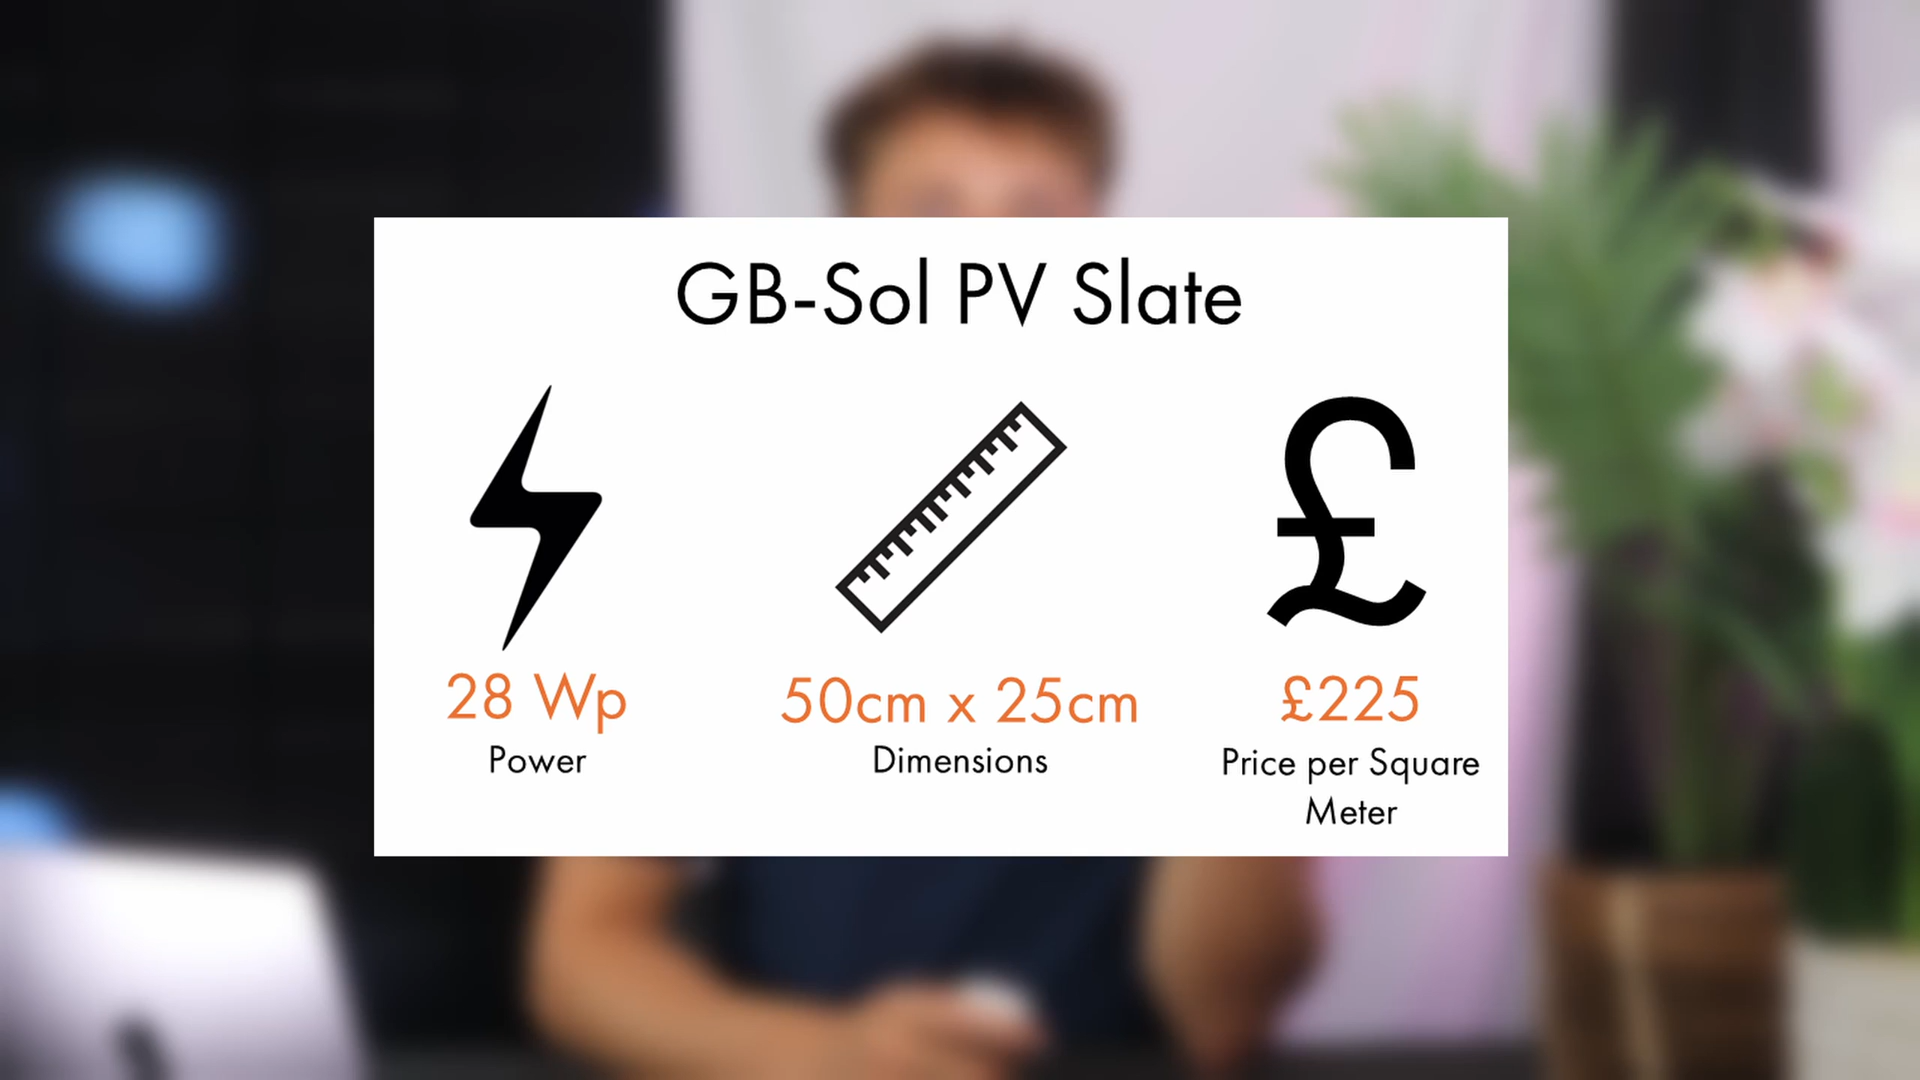 GB-Sol PV Slate
£
28 Wp
Power
50cm x 25cm
Dimensions
£225
Price per Square
Meter